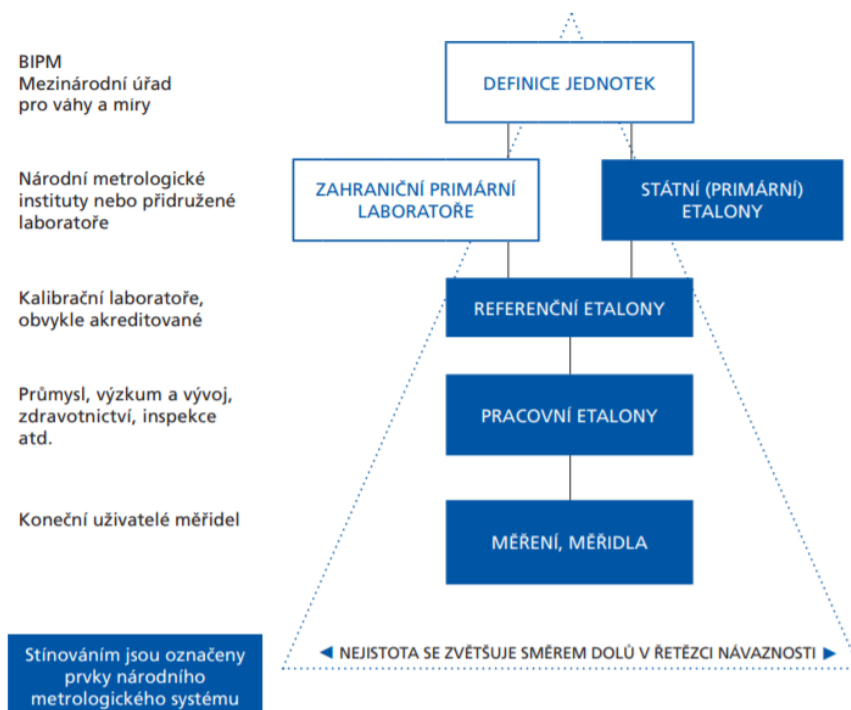 BIPM
Mezinárodní úřad
pro váhy a míry
DEFINICE JEDNOTEK
Národní metrologické
instituty nebo přidružené
laboratoře
ZAHRANIČNÍ PRIMÁRNÍ
LABORATOŘE
STÁTNÍ (PRIMÁRNÍ)
ETALONY
Kalibrační laboratoře,
obvykle akreditované
REFERENČNÍ ETALONY
Průmysl, výzkum a vývoj,
zdravotnictví, inspekce
atd.
PRACOVNÍ ETALONY
Koneční uživatelé měřidel
MĚŘENÍ, MĚŘIDLA
Stínováním jsou označeny
prvky národního
metrologického systému
◀ NEJISTOTA SE ZVĚTŠUJE SMĚREM DOLŮ V ŘETĚZCI NÁVAZNOSTI ▶